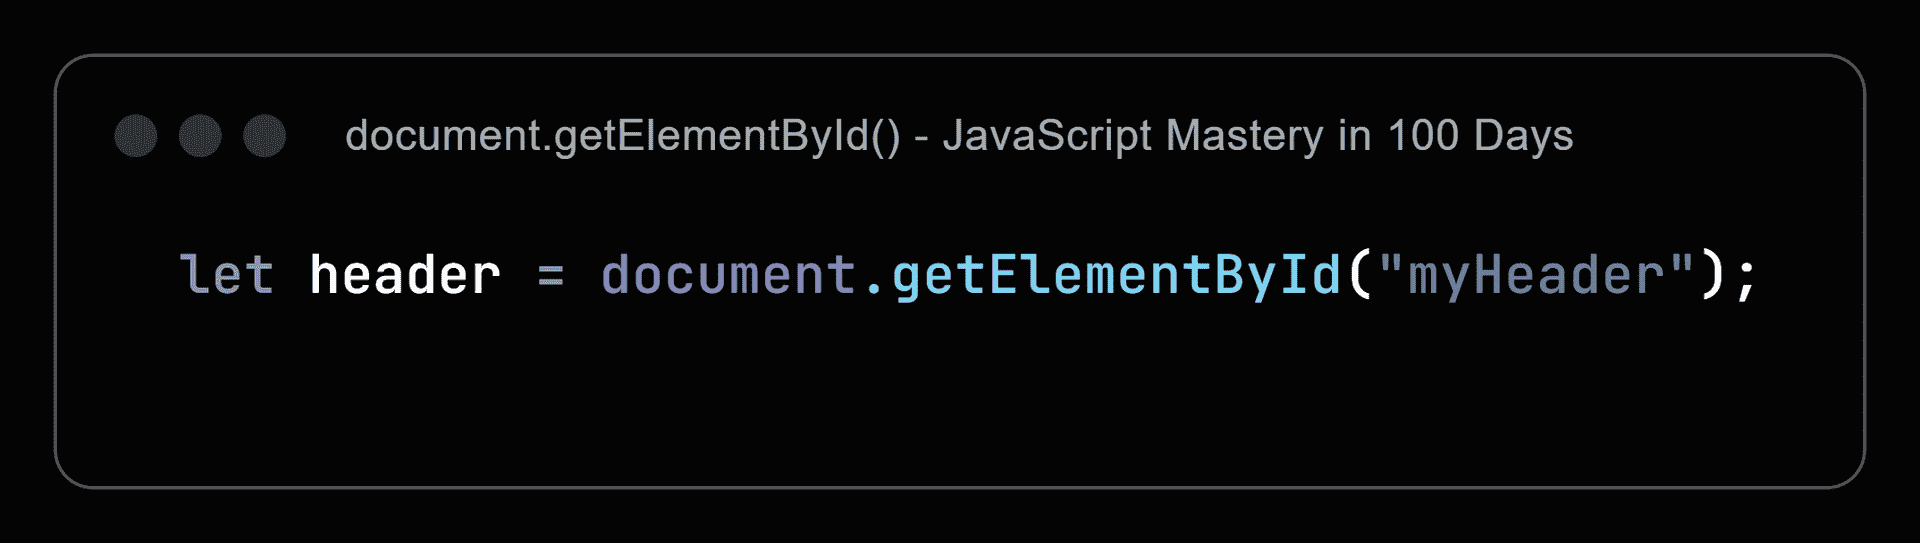 document.getElementById() - JavaScript Mastery in 100 Days
let header = document.getElementById("myHeader");